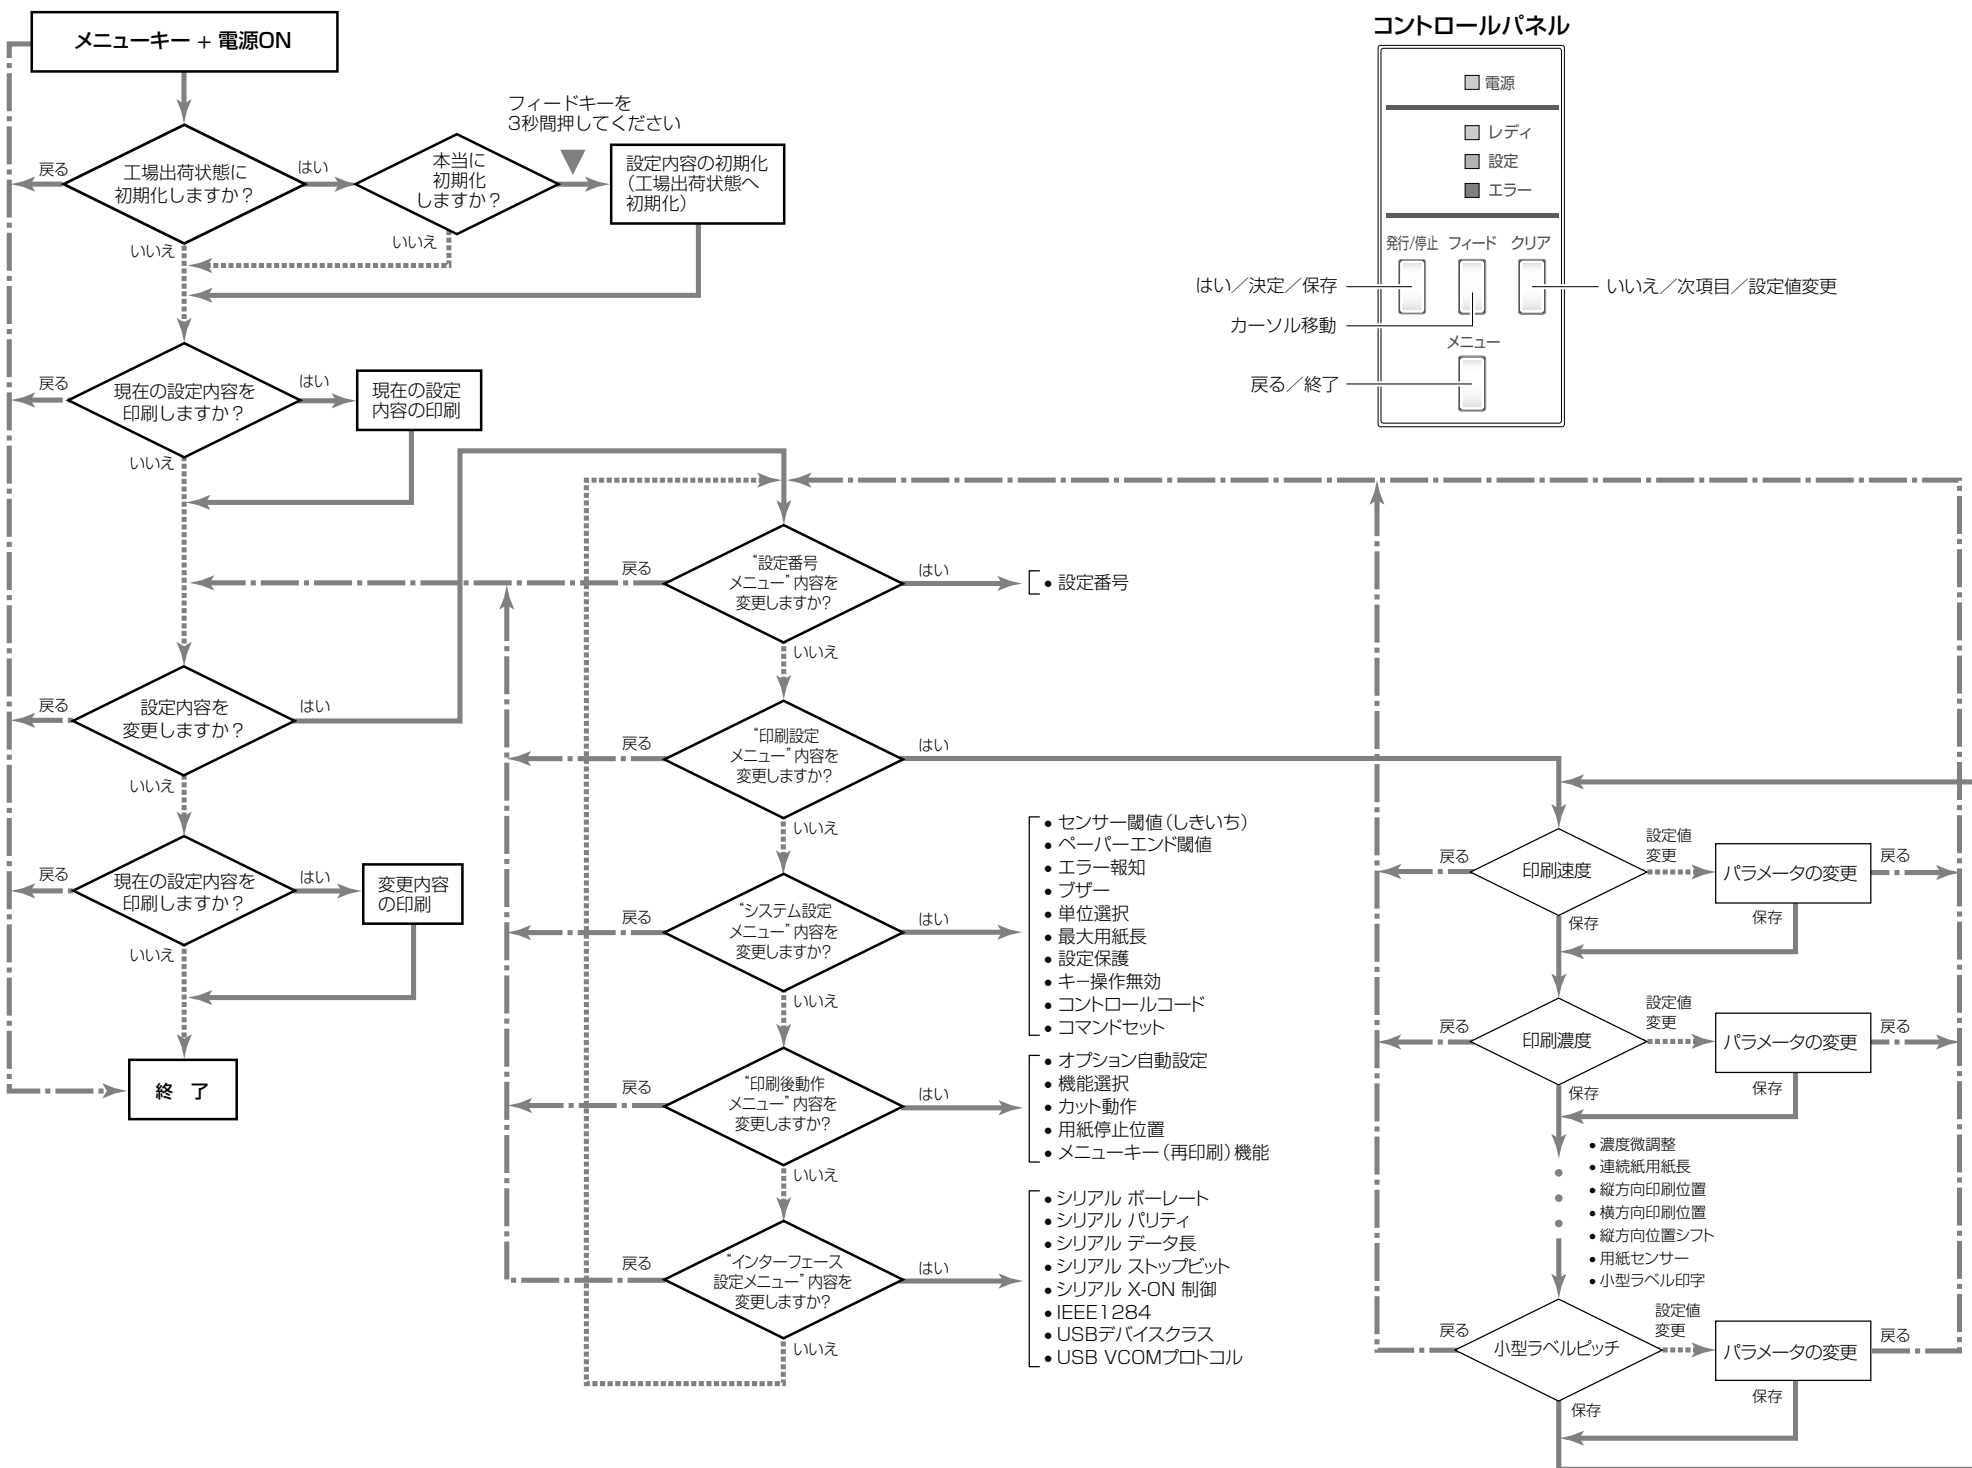 メニューキー + 電源ON
フィードキーを
3秒間押してください
戻る
工場出荷状態に
初期化しますか？
はい
本当に
初期化
しますか？
設定内容の初期化
（工場出荷状態へ
初期化）
いいえ
いいえ
戻る
現在の設定内容を
印刷しますか？
はい
現在の設定
内容の印刷
いいえ
戻る
設定内容を
変更しますか？
はい
いいえ
戻る
現在の設定内容を
印刷しますか？
はい
変更内容
の印刷
いいえ
終 了
コントロールパネル
電源
レディ
設定
エラー
発行/停止
フィード
クリア
はい／決定／保存
いいえ／次項目／設定値変更
カーソル移動
メニュー
戻る／終了
戻る
“設定番号
メニュー”内容を
変更しますか?
はい
• 設定番号
いいえ
戻る
“印刷設定
メニュー”内容を
変更しますか?
はい
いいえ
戻る
“システム設定
メニュー”内容を
変更しますか?
はい
• センサー閾値（しきいち）
• ペーパーエンド閾値
• エラー報知
• ブザー
• 単位選択
• 最大用紙長
• 設定保護
• キー操作無効
• コントロールコード
• コマンドセット
いいえ
戻る
“印刷後動作
メニュー”内容を
変更しますか?
はい
• オプション自動設定
• 機能選択
• カット動作
• 用紙停止位置
• メニューキー（再印刷）機能
いいえ
戻る
“インターフェース
設定メニュー”内容を
変更しますか?
はい
• シリアル ボーレート
• シリアル パリティ
• シリアル データ長
• シリアル ストップビット
• シリアル X-ON 制御
• IEEE1284
• USBデバイスクラス
• USB VCOMプロトコル
いいえ
戻る
印刷速度
設定値
変更
パラメータの変更
戻る
保存
保存
戻る
印刷濃度
設定値
変更
パラメータの変更
戻る
保存
保存
• 濃度微調整
• 連続紙用紙長
• 縦方向印刷位置
• 横方向印刷位置
• 縦方向位置シフト
• 用紙センサー
• 小型ラベル印字
戻る
小型ラベルピッチ
設定値
変更
パラメータの変更
戻る
保存
保存